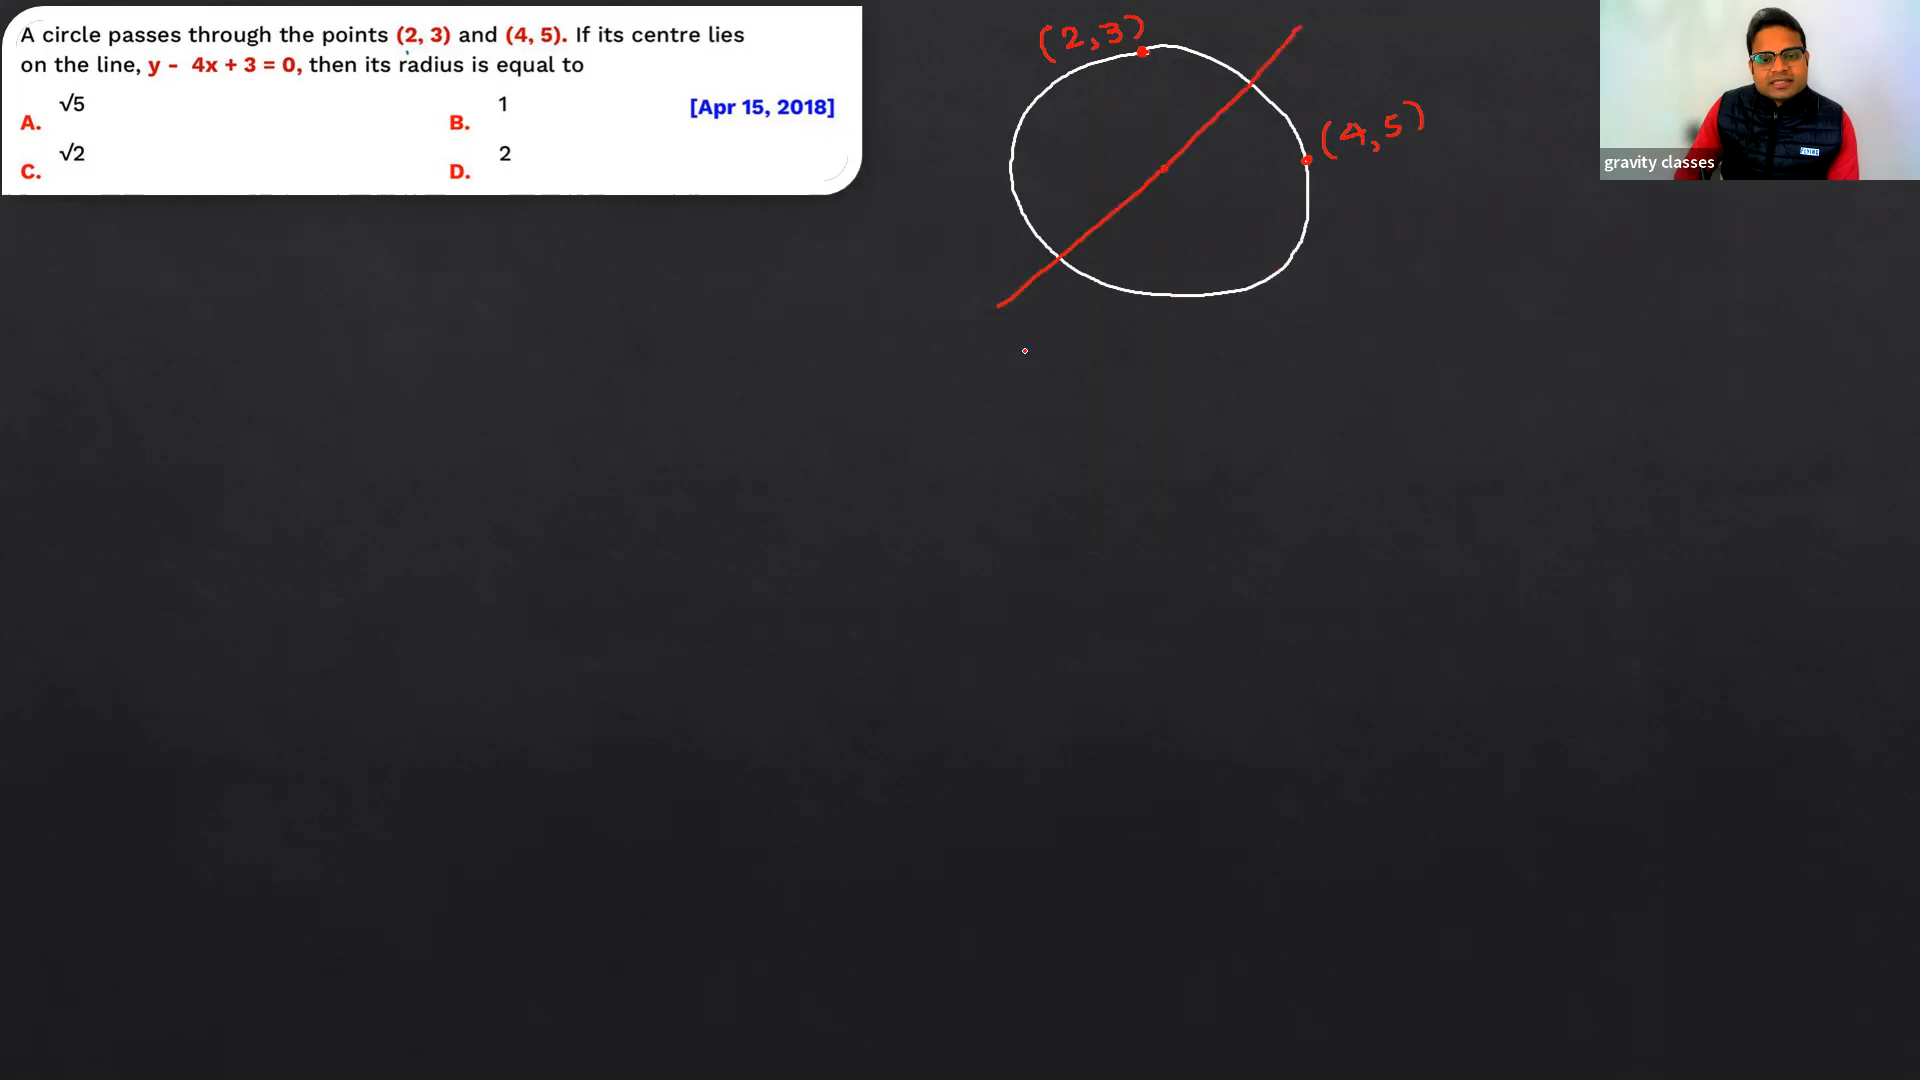 A circle passes through the points (2, 3) and (4, 5). If its centre lies
on the line, y - 4x + 3 = 0, then its radius is equal to
A. √5
B. 1
[Apr 15, 2018]
C. √2
D. 2
(2,3)
(4,5)
gravity classes